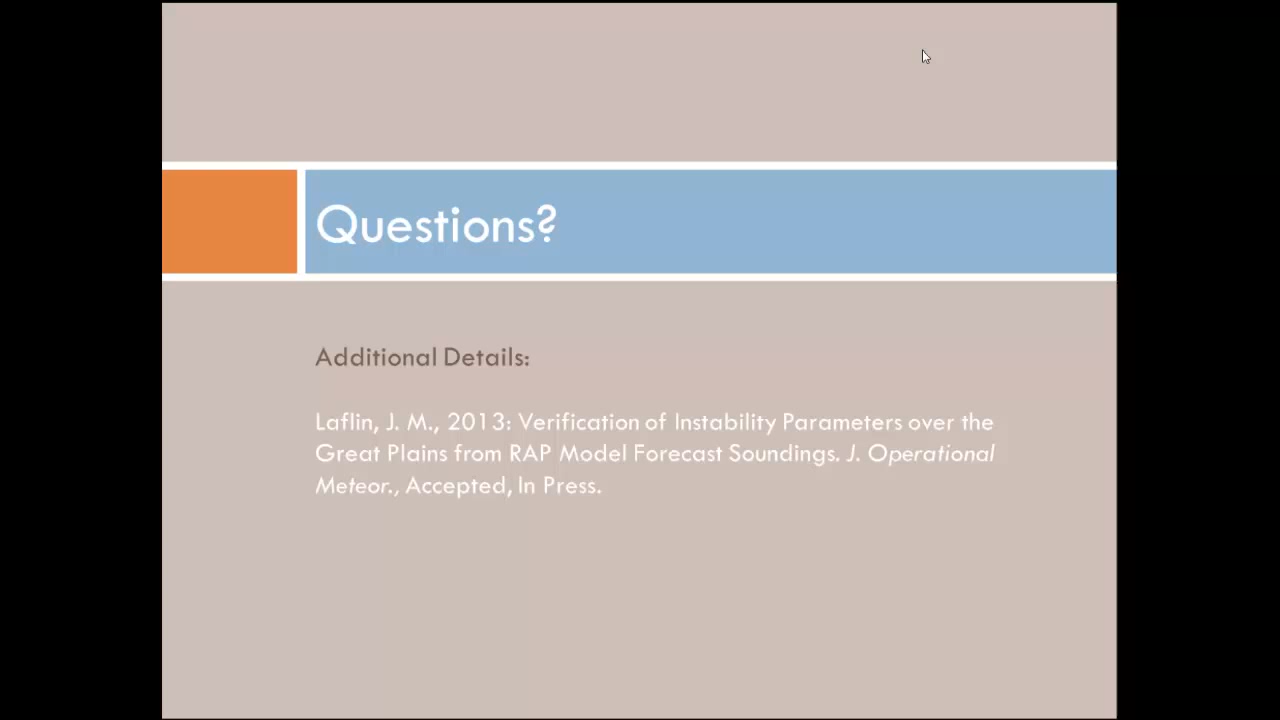 Questions?
Additional Details:
Laflin, J. M., 2013: Verification of Instability Parameters over the
Great Plains from RAP Model Forecast Soundings. J. Operational
Meteor., Accepted, In Press.